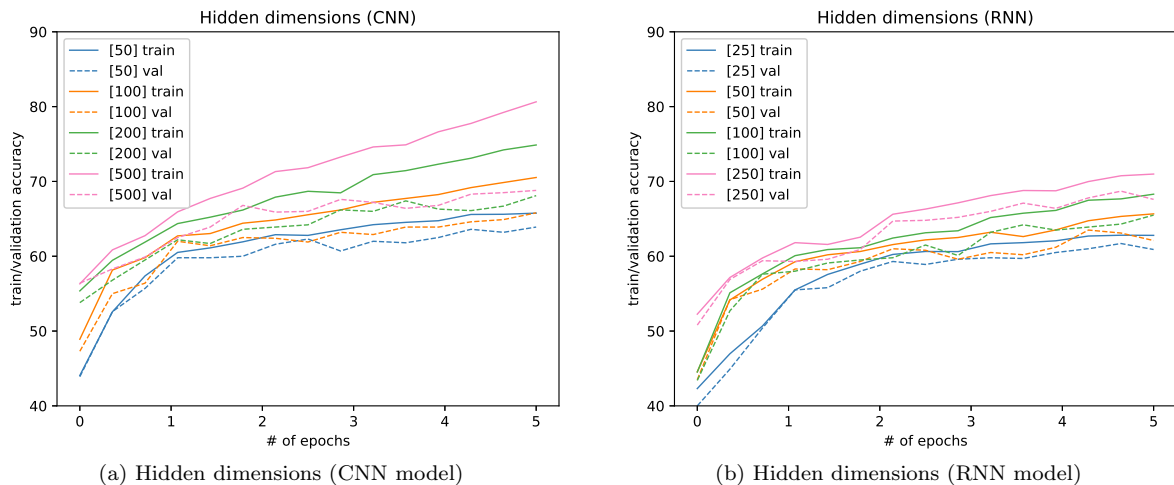 Hidden dimensions (CNN)
90
80
70
60
50
40
train/validation accuracy
[50] train
[50] val
[100] train
[100] val
[200] train
[200] val
[500] train
[500] val
0 1 2 3 4 5
# of epochs
(a) Hidden dimensions (CNN model)
Hidden dimensions (RNN)
90
80
70
60
50
40
train/validation accuracy
[25] train
[25] val
[50] train
[50] val
[100] train
[100] val
[250] train
[250] val
0 1 2 3 4 5
# of epochs
(b) Hidden dimensions (RNN model)